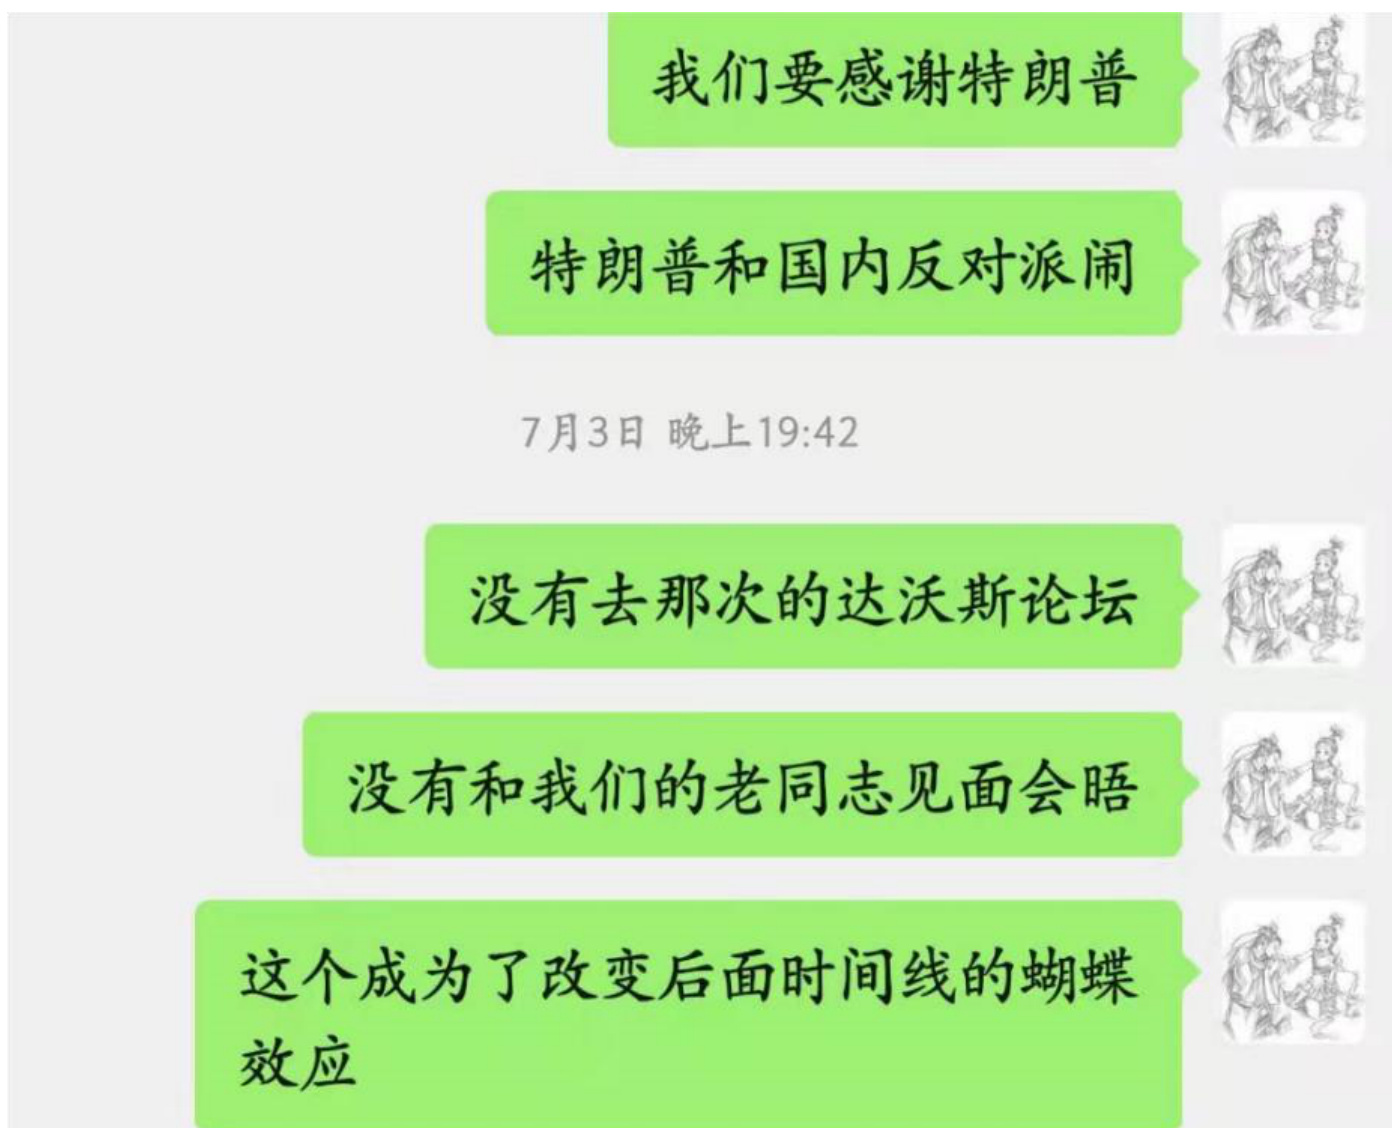 我们要感谢特朗普
特朗普和国内反对派闹
7月3日 晚上19:42
没有去那次的达沃斯论坛
没有和我们的老同志见面会晤
这个成为了改变后面时间线的蝴蝶
效应